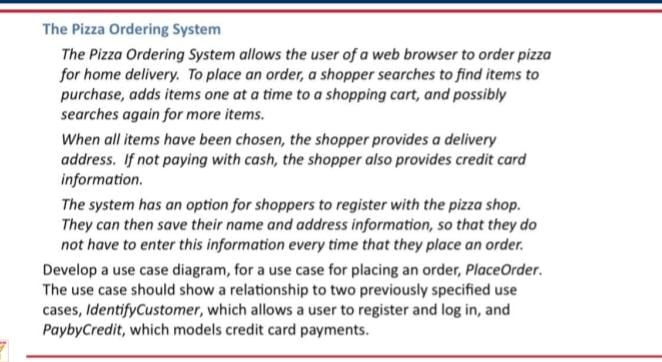 The Pizza Ordering System
The Pizza Ordering System allows the user of a web browser to order pizza
for home delivery. To place an order, a shopper searches to find items to
purchase, adds items one at a time to a shopping cart, and possibly
searches again for more items.
When all items have been chosen, the shopper provides a delivery
address. If not paying with cash, the shopper also provides credit card
information.
The system has an option for shoppers to register with the pizza shop.
They can then save their name and address information, so that they do
not have to enter this information every time that they place an order.
Develop a use case diagram, for a use case for placing an order, PlaceOrder.
The use case should show a relationship to two previously specified use
cases, IdentifyCustomer, which allows a user to register and log in, and
PaybyCredit, which models credit card payments.